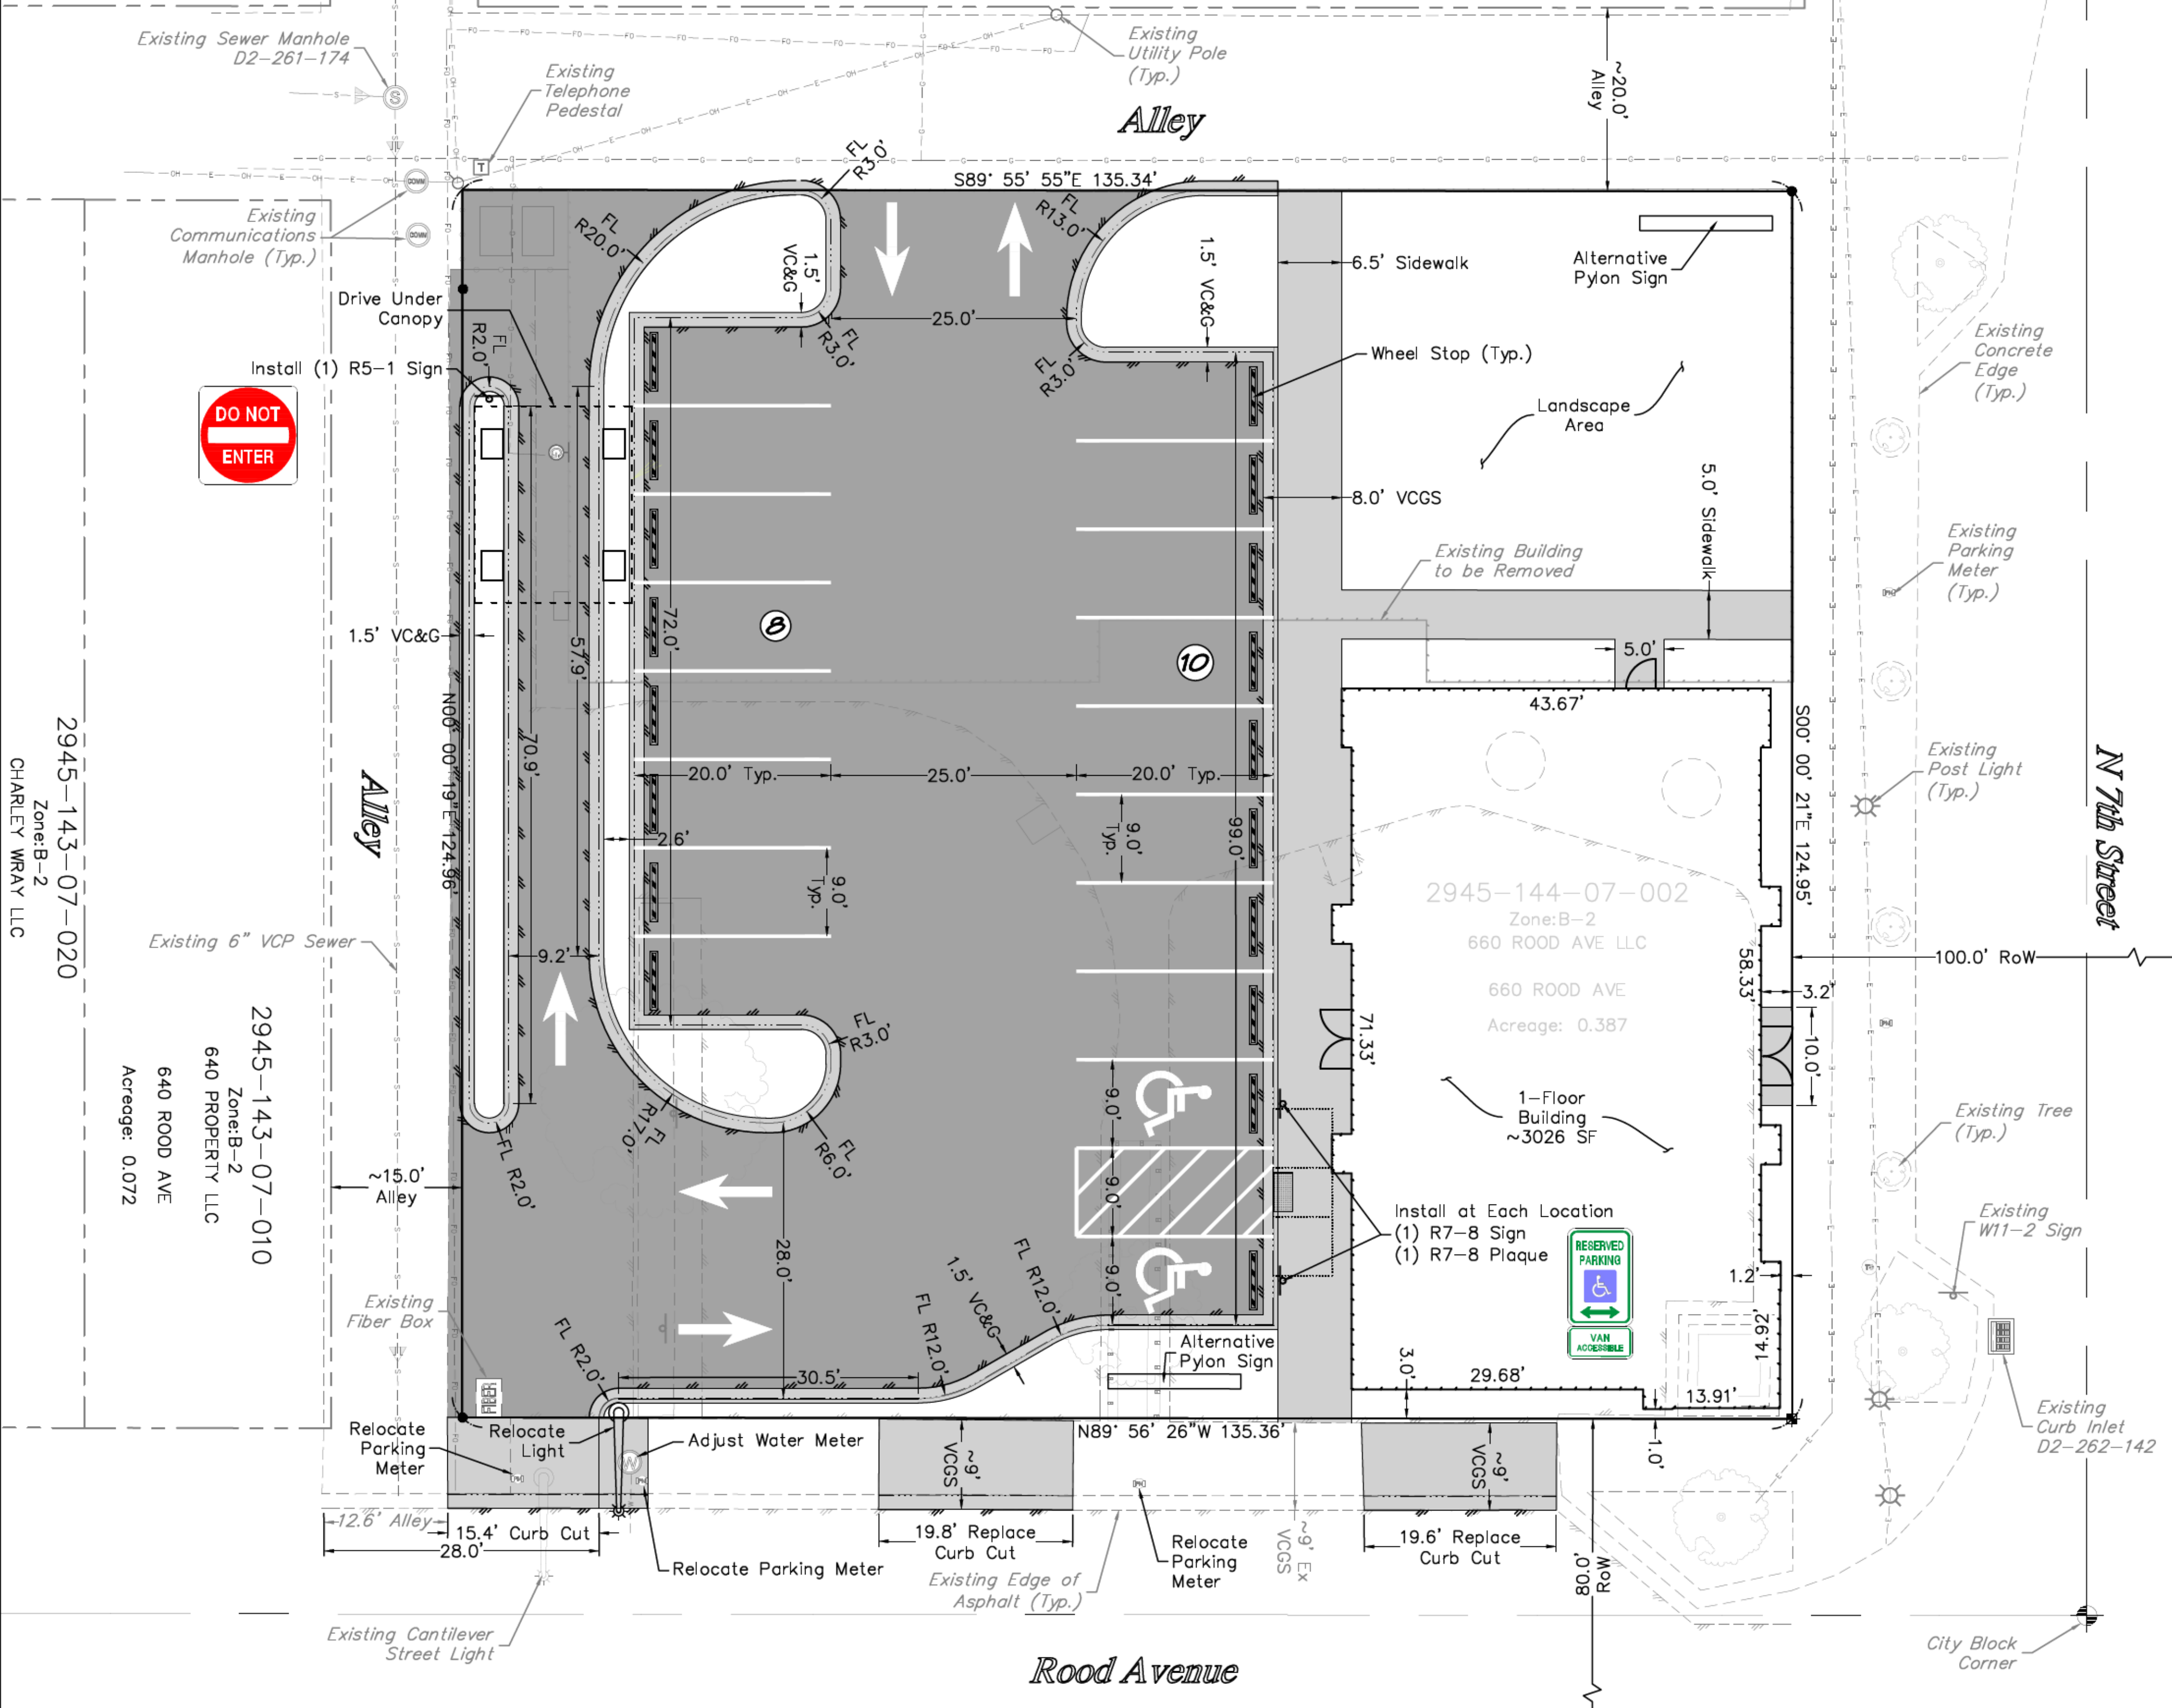 Existing Sewer Manhole
D2-261-174
Existing
Telephone
Pedestal
Existing
Utility Pole
(Typ.)
Alley
~20.0'
Alley
S
T
COMM
COMM
Existing
Communications
Manhole (Typ.)
S89° 55' 55"E 135.34'
FL
R3.0'
FL
R20.0'
1.5'
VC&G
FL
R13.0'
1.5' VC&G
6.5' Sidewalk
Alternative
Pylon Sign
Drive Under
Canopy
FL
R2.0'
25.0'
FL
R3.0'
FL
R3.0'
Install (1) R5-1 Sign
DO NOT
ENTER
Wheel Stop (Typ.)
Landscape
Area
Existing
Concrete
Edge
(Typ.)
8.0' VCGS
5.0' Sidewalk
Existing Building
to be Removed
Existing
Parking
Meter
(Typ.)
1.5' VC&G
57.9'
72.0'
8
10
5.0'
43.67'
N00° 00' 19"E 124.96'
70.9'
20.0' Typ.
25.0'
20.0' Typ.
S00° 00' 21"E 124.95'
Existing
Post Light
(Typ.)
N 7th Street
2945-143-07-020
Zone:B-2
CHARLEY WRAY LLC
Alley
2.6'
9.0'
Typ.
9.0'
Typ.
99.0'
2945-144-07-002
Zone:B-2
660 ROOD AVE LLC
660 ROOD AVE
Acreage: 0.387
Existing 6" VCP Sewer
9.2'
58.33'
100.0' RoW
3.2'
10.0'
2945-143-07-010
Zone:B-2
640 PROPERTY LLC
640 ROOD AVE
Acreage: 0.072
FL
R3.0'
71.33'
FL
R17.0'
FL
R6.0'
9.0'
9.0'
9.0'
1-Floor
Building
~3026 SF
Existing Tree
(Typ.)
~15.0'
Alley
FL R2.0'
Install at Each Location
(1) R7-8 Sign
(1) R7-8 Plaque
RESERVED
PARKING
VAN
ACCESSIBLE
Existing
W11-2 Sign
28.0'
1.2'
14.92'
Existing
Fiber Box
FL R2.0'
30.5'
FL R12.0'
1.5' VC&G
FL R12.0'
Alternative
Pylon Sign
3.0'
29.68'
13.91'
1.0'
Existing
Curb Inlet
D2-262-142
Relocate
Parking
Meter
Relocate
Light
W
Adjust Water Meter
~9'
VCGS
N89° 56' 26"W 135.36'
~9'
VCGS
12.6' Alley
15.4' Curb Cut
28.0'
19.8' Replace
Curb Cut
~9' Ex
VCGS
19.6' Replace
Curb Cut
Relocate Parking Meter
Relocate
Parking
Meter
Existing Edge of
Asphalt (Typ.)
80.0'
RoW
Existing Cantilever
Street Light
Rood Avenue
City Block
Corner